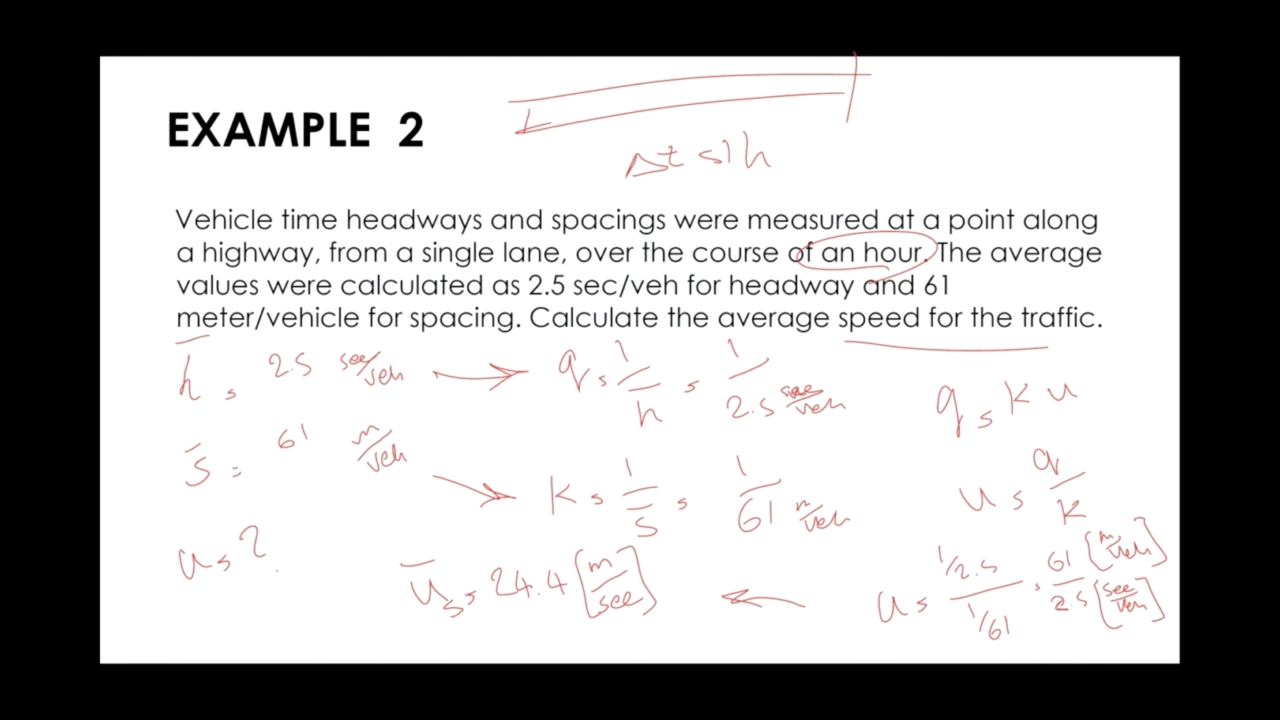 EXAMPLE 2
Δt = 1 h
Vehicle time headways and spacings were measured at a point along
a highway, from a single lane, over the course of an hour. The average
values were calculated as 2.5 sec/veh for headway and 61
meter/vehicle for spacing. Calculate the average speed for the traffic.
h̄ = 2.5 sec/veh → q = 1/h = 1/2.5 sec/veh
q = k u
s̄ = 61 m/veh → k = 1/s = 1/61 m/veh
u = q/k
u = ?
ū_s = 24.4 [m/sec] ← u = (1/2.5)/(1/61) = 61 [m/veh] / 2.5 [sec/veh]